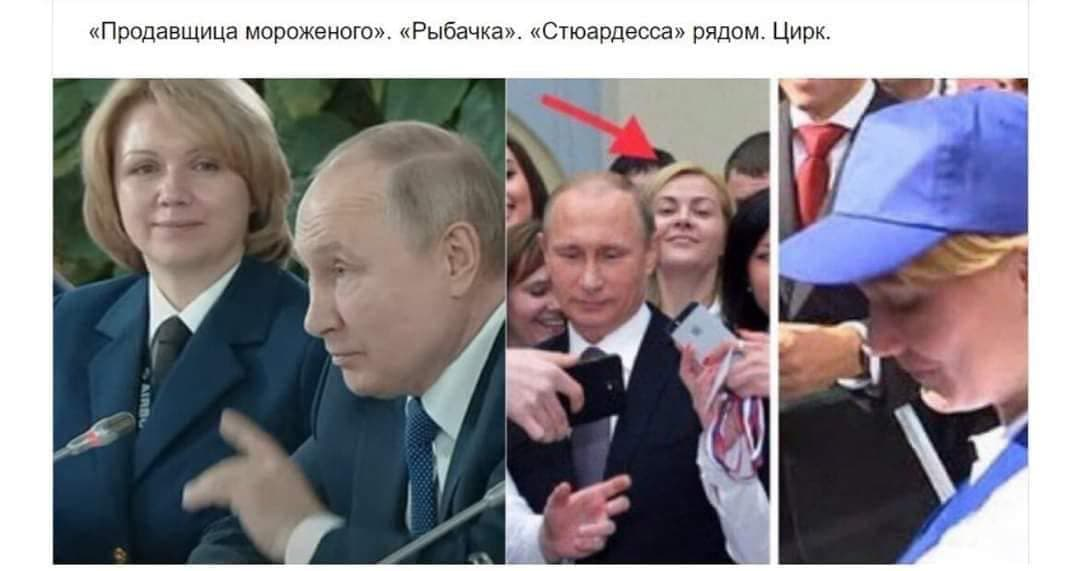 «Продавщица мороженого». «Рыбачка». «Стюардесса» рядом. Цирк.